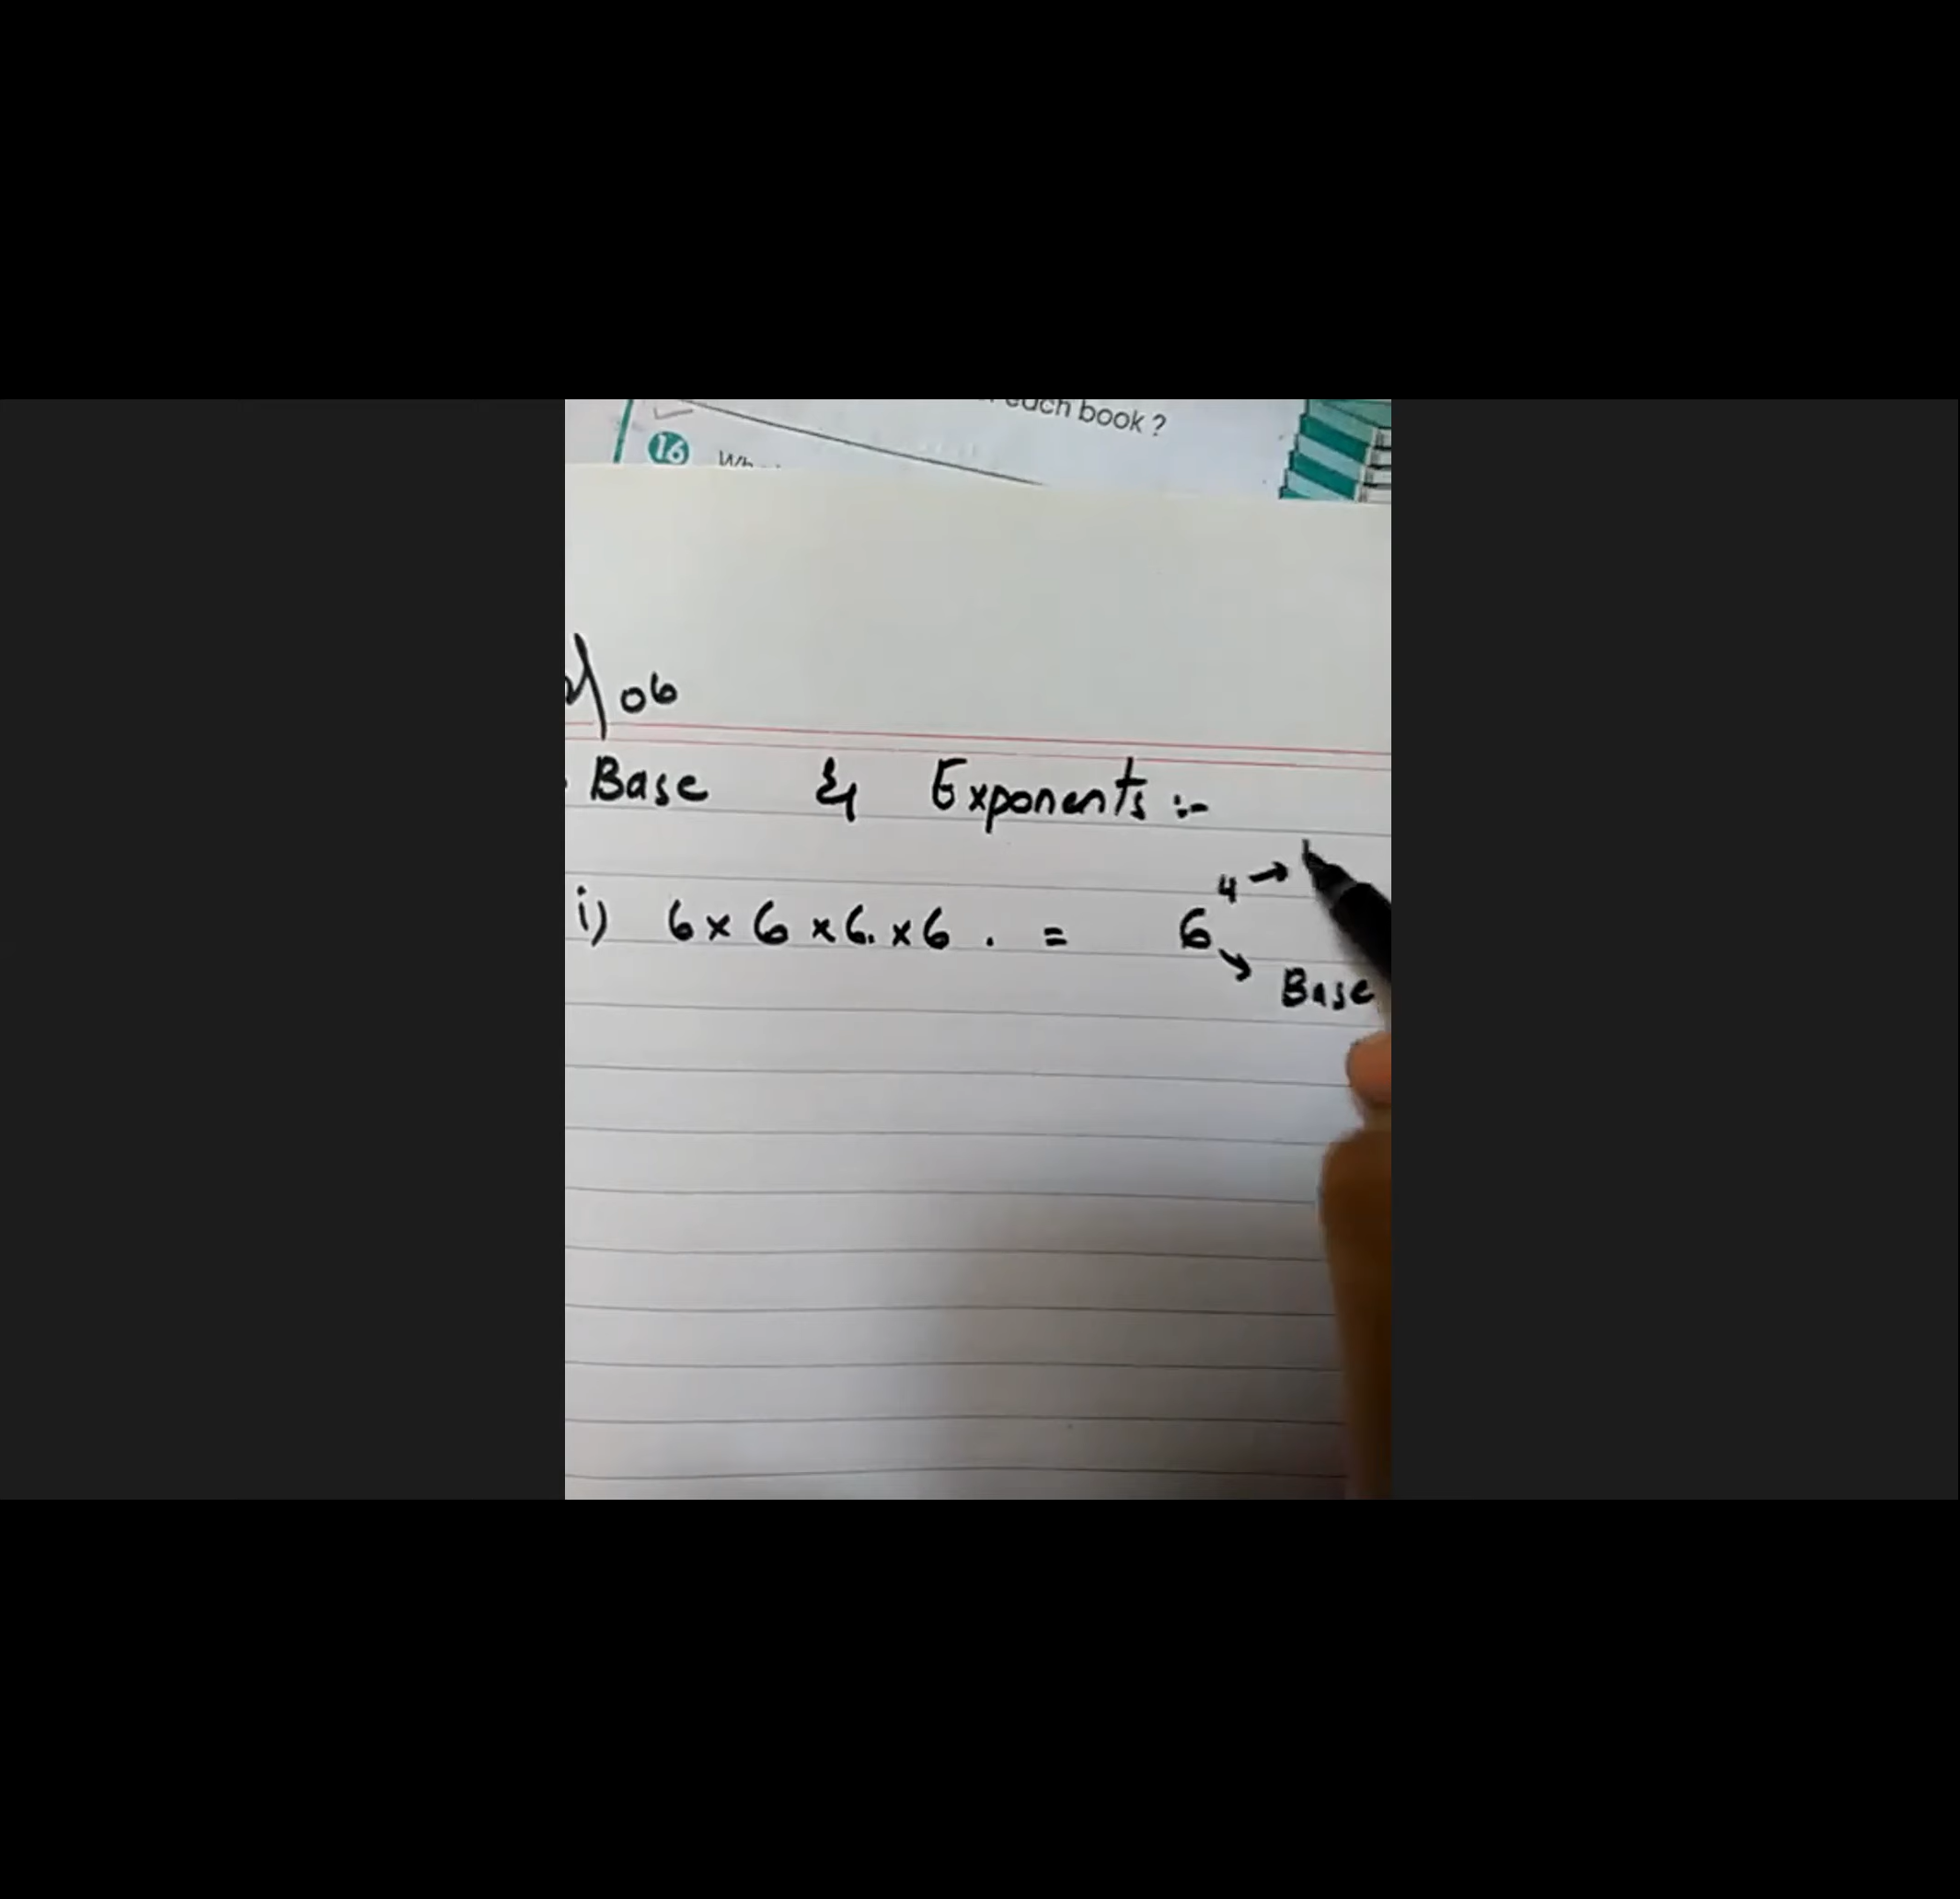 each book ?
16
06
Base & Exponents :-
i) 6 × 6 × 6 × 6 . = 6⁴ →
Base